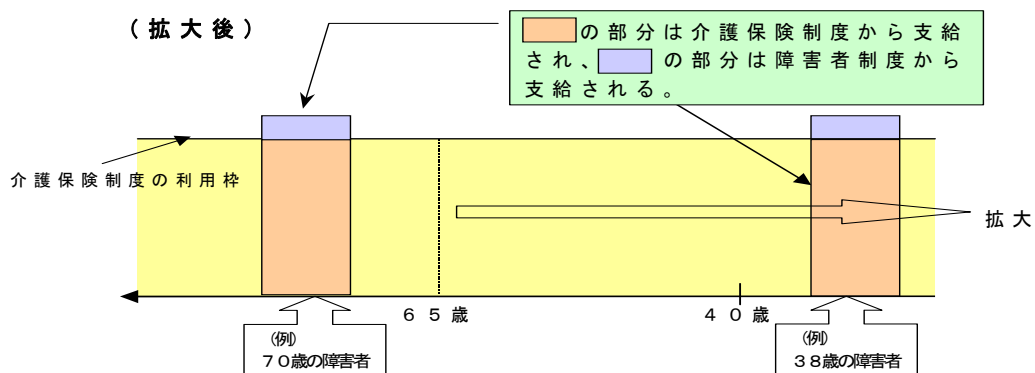 (拡大後)
の部分は介護保険制度から支給
され、 の部分は障害者制度から
支給される。
介護保険制度の利用枠
拡大
65歳
40歳
(例)
70歳の障害者
(例)
38歳の障害者